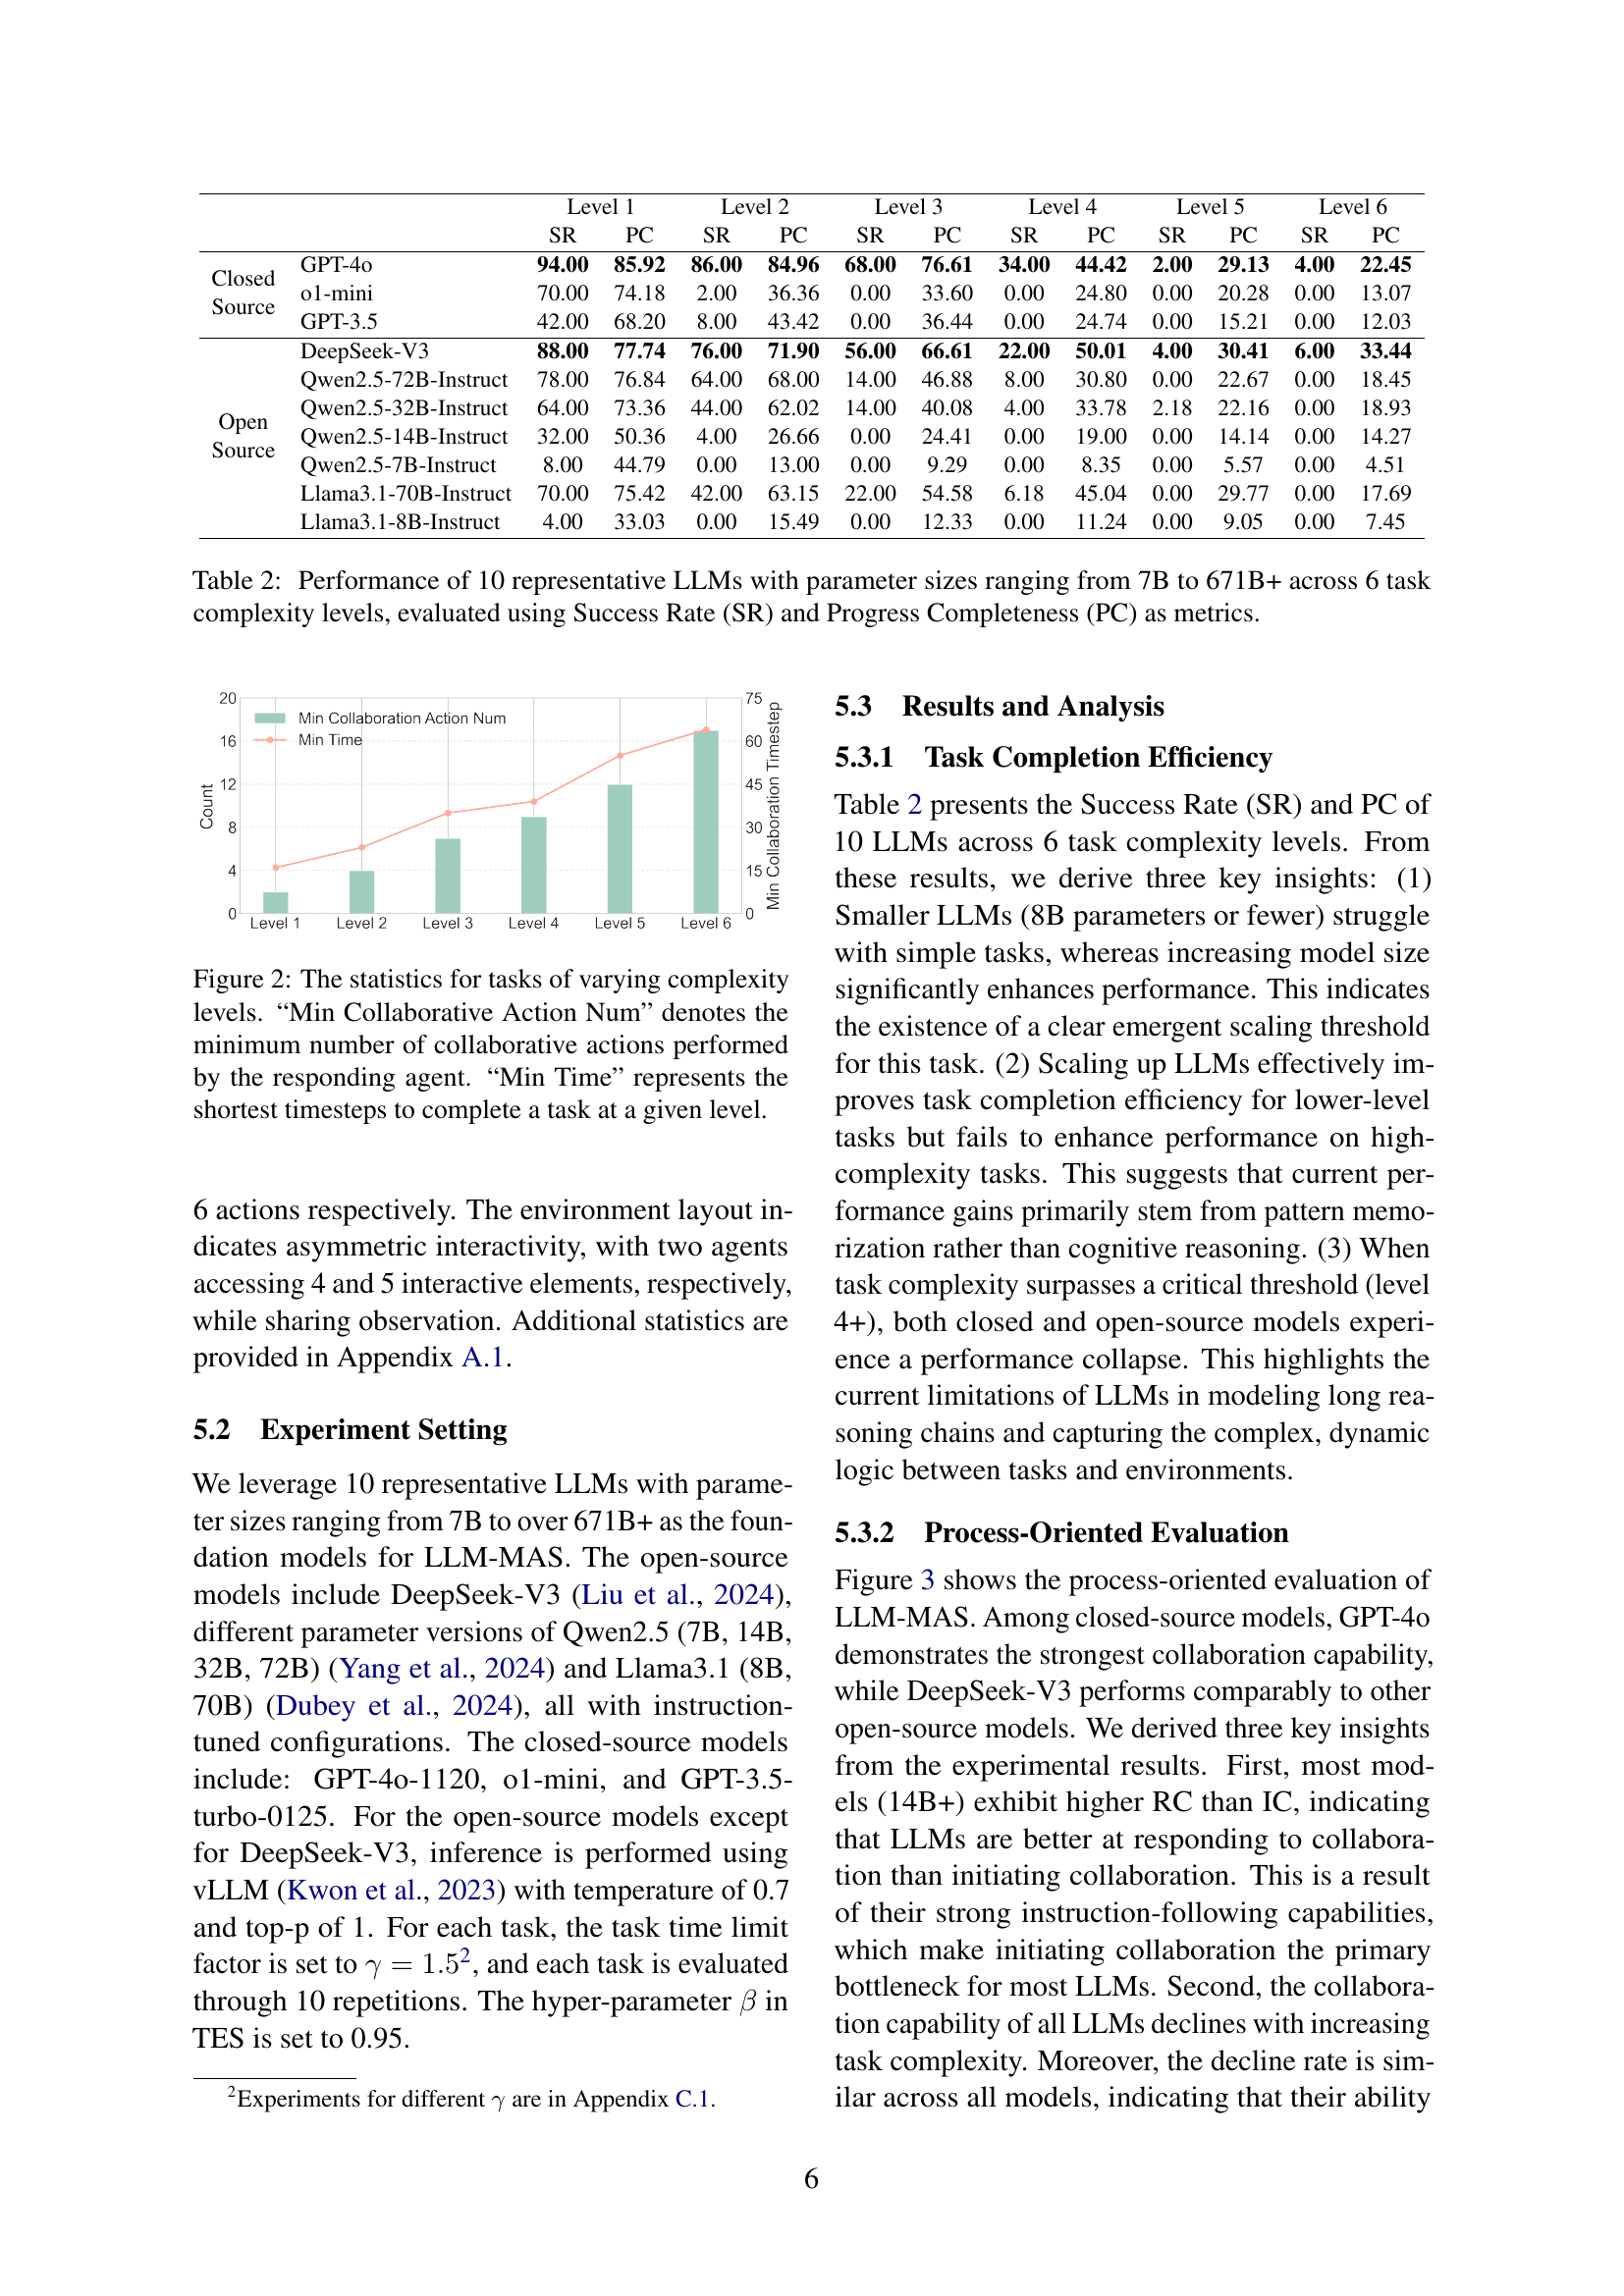 Level 1 Level 2 Level 3 Level 4 Level 5 Level 6
SR PC SR PC SR PC SR PC SR PC SR PC
Closed Source
GPT-4o 94.00 85.92 86.00 84.96 68.00 76.61 34.00 44.42 2.00 29.13 4.00 22.45
o1-mini 70.00 74.18 2.00 36.36 0.00 33.60 0.00 24.80 0.00 20.28 0.00 13.07
GPT-3.5 42.00 68.20 8.00 43.42 0.00 36.44 0.00 24.74 0.00 15.21 0.00 12.03
Open Source
DeepSeek-V3 88.00 77.74 76.00 71.90 56.00 66.61 22.00 50.01 4.00 30.41 6.00 33.44
Qwen2.5-72B-Instruct 78.00 76.84 64.00 68.00 14.00 46.88 8.00 30.80 0.00 22.67 0.00 18.45
Qwen2.5-32B-Instruct 64.00 73.36 44.00 62.02 14.00 40.08 4.00 33.78 2.18 22.16 0.00 18.93
Qwen2.5-14B-Instruct 32.00 50.36 4.00 26.66 0.00 24.41 0.00 19.00 0.00 14.14 0.00 14.27
Qwen2.5-7B-Instruct 8.00 44.79 0.00 13.00 0.00 9.29 0.00 8.35 0.00 5.57 0.00 4.51
Llama3.1-70B-Instruct 70.00 75.42 42.00 63.15 22.00 54.58 6.18 45.04 0.00 29.77 0.00 17.69
Llama3.1-8B-Instruct 4.00 33.03 0.00 15.49 0.00 12.33 0.00 11.24 0.00 9.05 0.00 7.45
Table 2: Performance of 10 representative LLMs with parameter sizes ranging from 7B to 671B+ across 6 task
complexity levels, evaluated using Success Rate (SR) and Progress Completeness (PC) as metrics.
20 75
Min Collaboration Action Num
16 Min Time 60
12 45
8 30
4 15
0 0
Count
Min Collaboration Timestep
Level 1 Level 2 Level 3 Level 4 Level 5 Level 6
Figure 2: The statistics for tasks of varying complexity
levels. “Min Collaborative Action Num” denotes the
minimum number of collaborative actions performed
by the responding agent. “Min Time” represents the
shortest timesteps to complete a task at a given level.
6 actions respectively. The environment layout in-
dicates asymmetric interactivity, with two agents
accessing 4 and 5 interactive elements, respectively,
while sharing observation. Additional statistics are
provided in Appendix A.1.
5.2 Experiment Setting
We leverage 10 representative LLMs with parame-
ter sizes ranging from 7B to over 671B+ as the foun-
dation models for LLM-MAS. The open-source
models include DeepSeek-V3 (Liu et al., 2024),
different parameter versions of Qwen2.5 (7B, 14B,
32B, 72B) (Yang et al., 2024) and Llama3.1 (8B,
70B) (Dubey et al., 2024), all with instruction-
tuned configurations. The closed-source models
include: GPT-4o-1120, o1-mini, and GPT-3.5-
turbo-0125. For the open-source models except
for DeepSeek-V3, inference is performed using
vLLM (Kwon et al., 2023) with temperature of 0.7
and top-p of 1. For each task, the task time limit
factor is set to γ = 1.5², and each task is evaluated
through 10 repetitions. The hyper-parameter β in
TES is set to 0.95.
²Experiments for different γ are in Appendix C.1.
5.3 Results and Analysis
5.3.1 Task Completion Efficiency
Table 2 presents the Success Rate (SR) and PC of
10 LLMs across 6 task complexity levels. From
these results, we derive three key insights: (1)
Smaller LLMs (8B parameters or fewer) struggle
with simple tasks, whereas increasing model size
significantly enhances performance. This indicates
the existence of a clear emergent scaling threshold
for this task. (2) Scaling up LLMs effectively im-
proves task completion efficiency for lower-level
tasks but fails to enhance performance on high-
complexity tasks. This suggests that current per-
formance gains primarily stem from pattern memo-
rization rather than cognitive reasoning. (3) When
task complexity surpasses a critical threshold (level
4+), both closed and open-source models experi-
ence a performance collapse. This highlights the
current limitations of LLMs in modeling long rea-
soning chains and capturing the complex, dynamic
logic between tasks and environments.
5.3.2 Process-Oriented Evaluation
Figure 3 shows the process-oriented evaluation of
LLM-MAS. Among closed-source models, GPT-4o
demonstrates the strongest collaboration capability,
while DeepSeek-V3 performs comparably to other
open-source models. We derived three key insights
from the experimental results. First, most mod-
els (14B+) exhibit higher RC than IC, indicating
that LLMs are better at responding to collabora-
tion than initiating collaboration. This is a result
of their strong instruction-following capabilities,
which make initiating collaboration the primary
bottleneck for most LLMs. Second, the collabora-
tion capability of all LLMs declines with increasing
task complexity. Moreover, the decline rate is sim-
ilar across all models, indicating that their ability
6